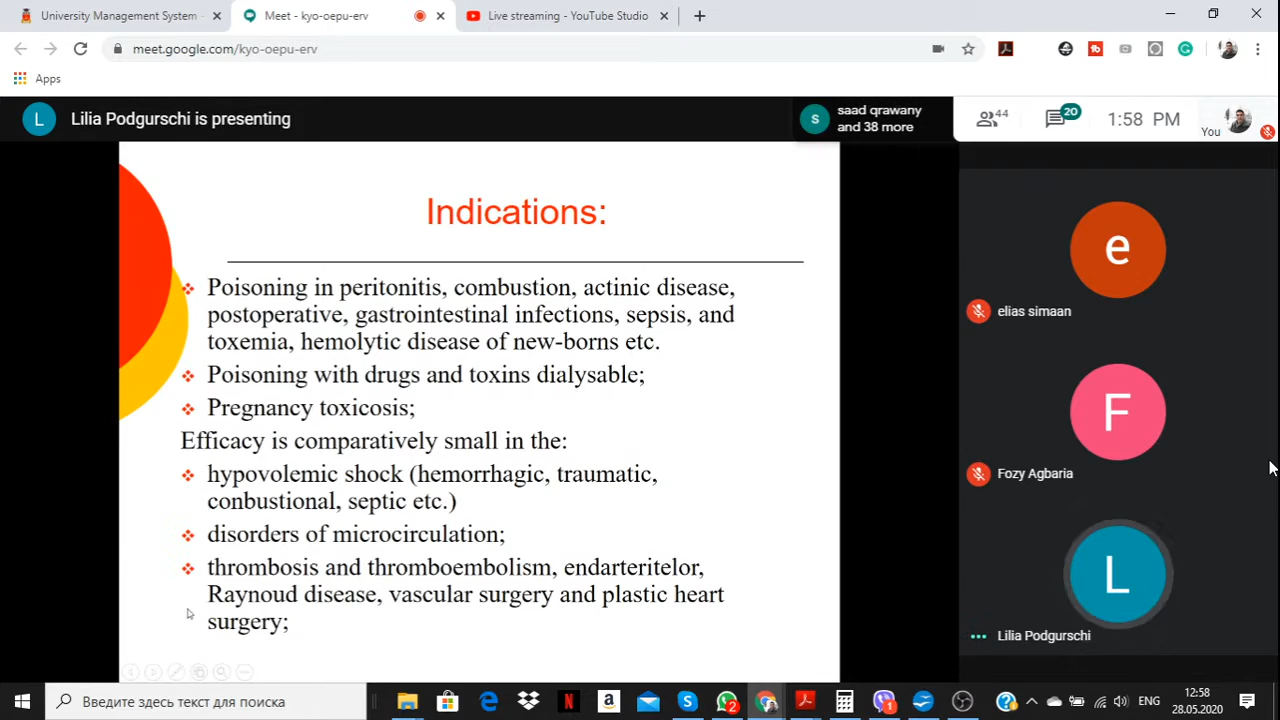 University Management System -
Meet - kyo-oepu-erv
Live streaming - YouTube Studio
meet.google.com/kyo-oepu-erv
Apps
L
Lilia Podgurschi is presenting
s
saad qrawany
and 38 more
44
20
1:58 PM
You
Indications:
Poisoning in peritonitis, combustion, actinic disease,
postoperative, gastrointestinal infections, sepsis, and
toxemia, hemolytic disease of new-borns etc.
Poisoning with drugs and toxins dialysable;
Pregnancy toxicosis;
Efficacy is comparatively small in the:
hypovolemic shock (hemorrhagic, traumatic,
conbustional, septic etc.)
disorders of microcirculation;
thrombosis and thromboembolism, endarteritelor,
Raynoud disease, vascular surgery and plastic heart
surgery;
e
elias simaan
F
Fozy Agbaria
L
Lilia Podgurschi
Введите здесь текст для поиска
2
1
ENG
12:58
28.05.2020